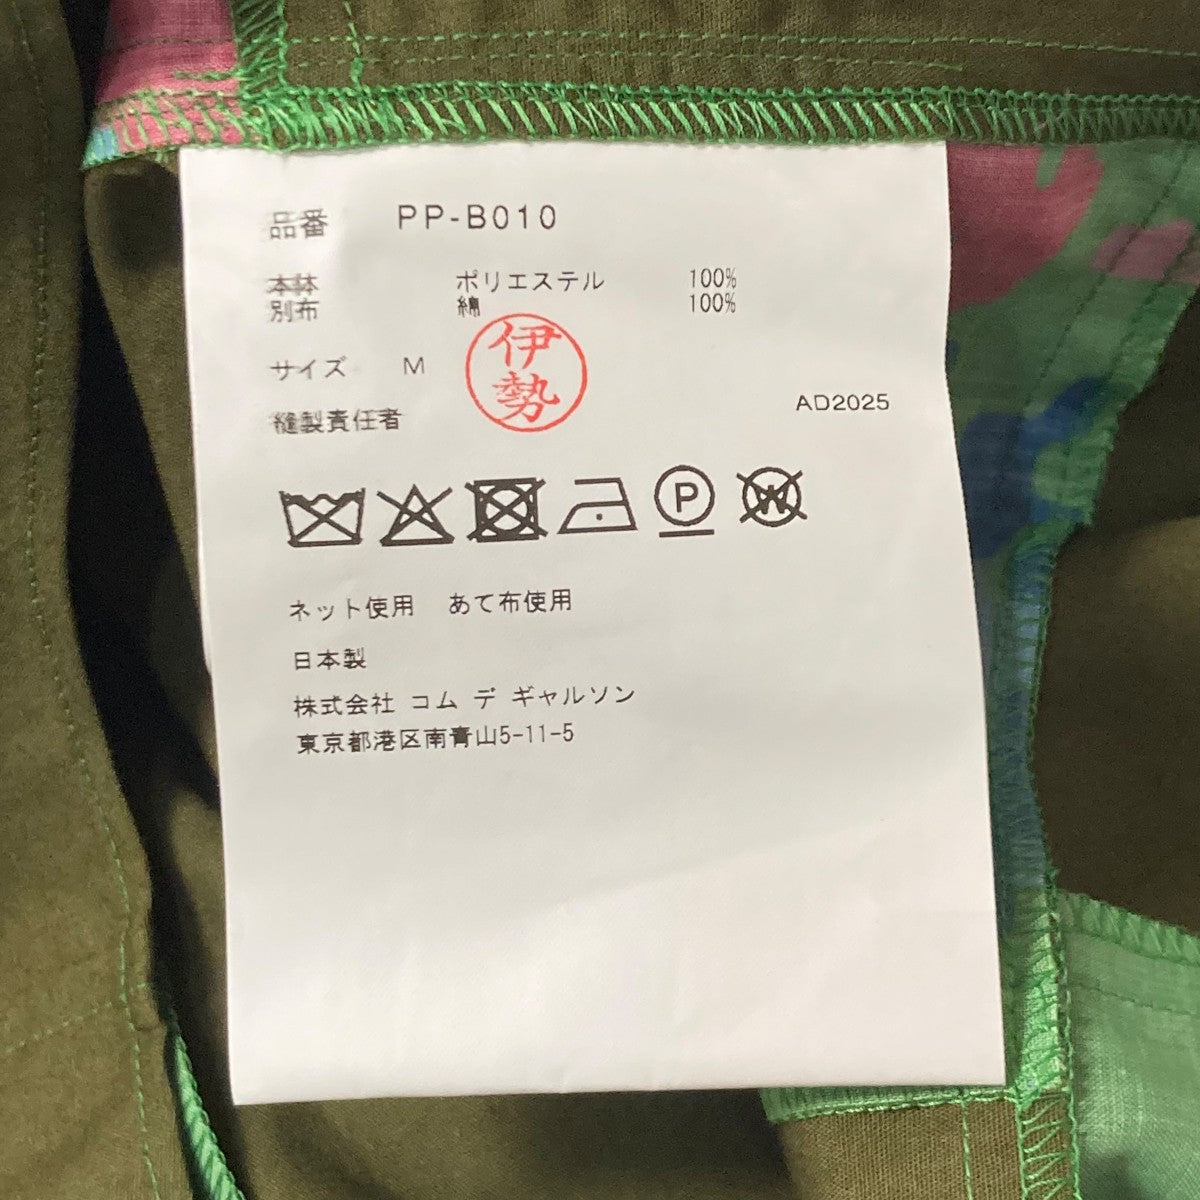 品番 PP-B010
本体 ポリエステル 100%
別布 綿 100%
サイズ M
伊勢
縫製責任者
AD2025
P
W
ネット使用 あて布使用
日本製
株式会社 コム デ ギャルソン
東京都港区南青山5-11-5